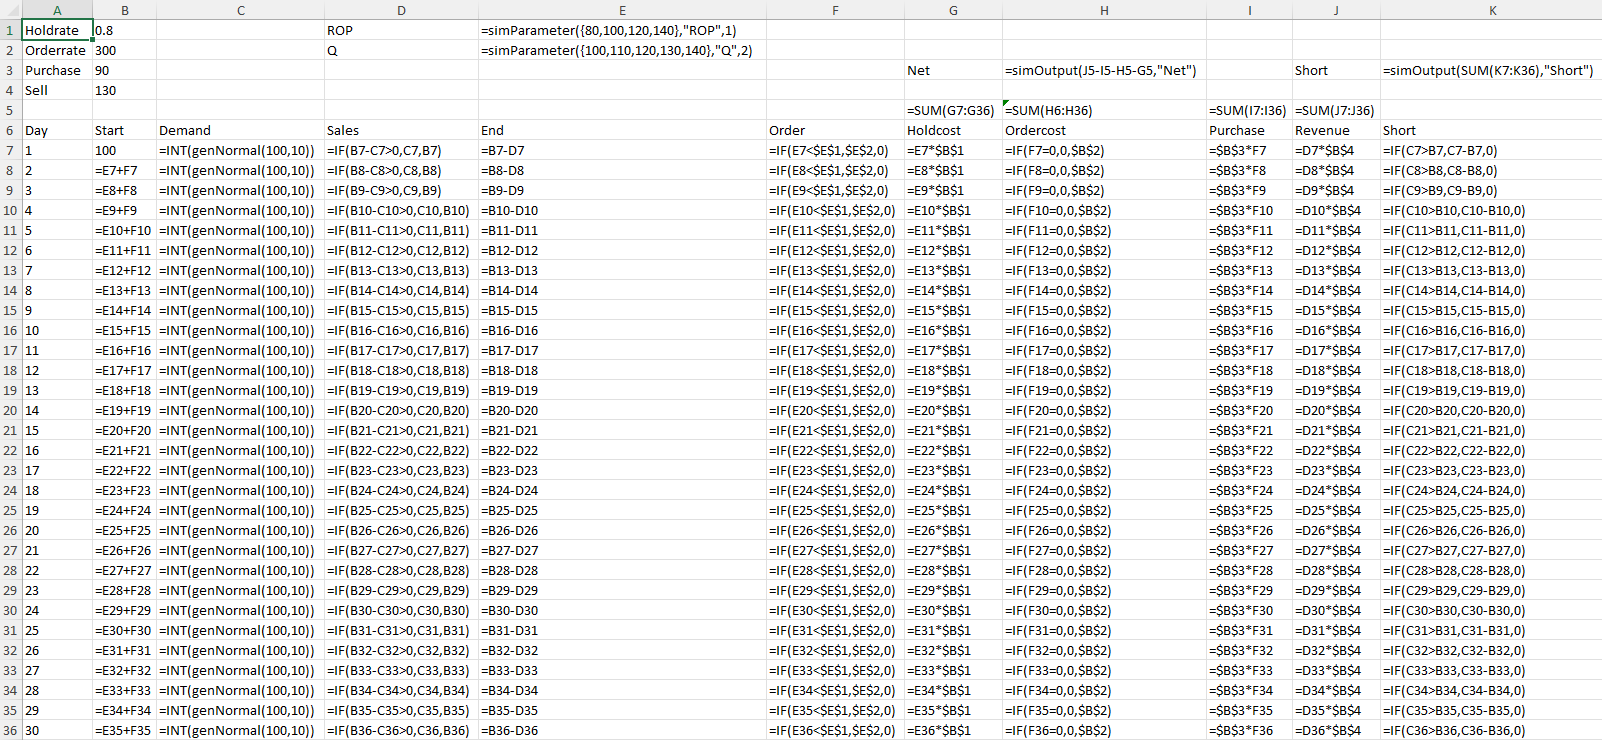 A B C D E F G H I J K
1 Holdrate 0.8 ROP =simParameter({80,100,120,140},"ROP",1)
2 Orderrate 300 Q =simParameter({100,110,120,130,140},"Q",2)
3 Purchase 90 Net =simOutput(J5-I5-H5-G5,"Net") Short =simOutput(SUM(K7:K36),"Short")
4 Sell 130
5 =SUM(G7:G36) =SUM(H6:H36) =SUM(I7:I36) =SUM(J7:J36)
6 Day Start Demand Sales End Order Holdcost Ordercost Purchase Revenue Short
7 1 100 =INT(genNormal(100,10)) =IF(B7-C7>0,C7,B7) =B7-D7 =IF(E7<$E$1,$E$2,0) =E7*$B$1 =IF(F7=0,0,$B$2) =$B$3*F7 =D7*$B$4 =IF(C7>B7,C7-B7,0)
8 2 =E7+F7 =INT(genNormal(100,10)) =IF(B8-C8>0,C8,B8) =B8-D8 =IF(E8<$E$1,$E$2,0) =E8*$B$1 =IF(F8=0,0,$B$2) =$B$3*F8 =D8*$B$4 =IF(C8>B8,C8-B8,0)
9 3 =E8+F8 =INT(genNormal(100,10)) =IF(B9-C9>0,C9,B9) =B9-D9 =IF(E9<$E$1,$E$2,0) =E9*$B$1 =IF(F9=0,0,$B$2) =$B$3*F9 =D9*$B$4 =IF(C9>B9,C9-B9,0)
10 4 =E9+F9 =INT(genNormal(100,10)) =IF(B10-C10>0,C10,B10) =B10-D10 =IF(E10<$E$1,$E$2,0) =E10*$B$1 =IF(F10=0,0,$B$2) =$B$3*F10 =D10*$B$4 =IF(C10>B10,C10-B10,0)
11 5 =E10+F10 =INT(genNormal(100,10)) =IF(B11-C11>0,C11,B11) =B11-D11 =IF(E11<$E$1,$E$2,0) =E11*$B$1 =IF(F11=0,0,$B$2) =$B$3*F11 =D11*$B$4 =IF(C11>B11,C11-B11,0)
12 6 =E11+F11 =INT(genNormal(100,10)) =IF(B12-C12>0,C12,B12) =B12-D12 =IF(E12<$E$1,$E$2,0) =E12*$B$1 =IF(F12=0,0,$B$2) =$B$3*F12 =D12*$B$4 =IF(C12>B12,C12-B12,0)
13 7 =E12+F12 =INT(genNormal(100,10)) =IF(B13-C13>0,C13,B13) =B13-D13 =IF(E13<$E$1,$E$2,0) =E13*$B$1 =IF(F13=0,0,$B$2) =$B$3*F13 =D13*$B$4 =IF(C13>B13,C13-B13,0)
14 8 =E13+F13 =INT(genNormal(100,10)) =IF(B14-C14>0,C14,B14) =B14-D14 =IF(E14<$E$1,$E$2,0) =E14*$B$1 =IF(F14=0,0,$B$2) =$B$3*F14 =D14*$B$4 =IF(C14>B14,C14-B14,0)
15 9 =E14+F14 =INT(genNormal(100,10)) =IF(B15-C15>0,C15,B15) =B15-D15 =IF(E15<$E$1,$E$2,0) =E15*$B$1 =IF(F15=0,0,$B$2) =$B$3*F15 =D15*$B$4 =IF(C15>B15,C15-B15,0)
16 10 =E15+F15 =INT(genNormal(100,10)) =IF(B16-C16>0,C16,B16) =B16-D16 =IF(E16<$E$1,$E$2,0) =E16*$B$1 =IF(F16=0,0,$B$2) =$B$3*F16 =D16*$B$4 =IF(C16>B16,C16-B16,0)
17 11 =E16+F16 =INT(genNormal(100,10)) =IF(B17-C17>0,C17,B17) =B17-D17 =IF(E17<$E$1,$E$2,0) =E17*$B$1 =IF(F17=0,0,$B$2) =$B$3*F17 =D17*$B$4 =IF(C17>B17,C17-B17,0)
18 12 =E17+F17 =INT(genNormal(100,10)) =IF(B18-C18>0,C18,B18) =B18-D18 =IF(E18<$E$1,$E$2,0) =E18*$B$1 =IF(F18=0,0,$B$2) =$B$3*F18 =D18*$B$4 =IF(C18>B18,C18-B18,0)
19 13 =E18+F18 =INT(genNormal(100,10)) =IF(B19-C19>0,C19,B19) =B19-D19 =IF(E19<$E$1,$E$2,0) =E19*$B$1 =IF(F19=0,0,$B$2) =$B$3*F19 =D19*$B$4 =IF(C19>B19,C19-B19,0)
20 14 =E19+F19 =INT(genNormal(100,10)) =IF(B20-C20>0,C20,B20) =B20-D20 =IF(E20<$E$1,$E$2,0) =E20*$B$1 =IF(F20=0,0,$B$2) =$B$3*F20 =D20*$B$4 =IF(C20>B20,C20-B20,0)
21 15 =E20+F20 =INT(genNormal(100,10)) =IF(B21-C21>0,C21,B21) =B21-D21 =IF(E21<$E$1,$E$2,0) =E21*$B$1 =IF(F21=0,0,$B$2) =$B$3*F21 =D21*$B$4 =IF(C21>B21,C21-B21,0)
22 16 =E21+F21 =INT(genNormal(100,10)) =IF(B22-C22>0,C22,B22) =B22-D22 =IF(E22<$E$1,$E$2,0) =E22*$B$1 =IF(F22=0,0,$B$2) =$B$3*F22 =D22*$B$4 =IF(C22>B22,C22-B22,0)
23 17 =E22+F22 =INT(genNormal(100,10)) =IF(B23-C23>0,C23,B23) =B23-D23 =IF(E23<$E$1,$E$2,0) =E23*$B$1 =IF(F23=0,0,$B$2) =$B$3*F23 =D23*$B$4 =IF(C23>B23,C23-B23,0)
24 18 =E23+F23 =INT(genNormal(100,10)) =IF(B24-C24>0,C24,B24) =B24-D24 =IF(E24<$E$1,$E$2,0) =E24*$B$1 =IF(F24=0,0,$B$2) =$B$3*F24 =D24*$B$4 =IF(C24>B24,C24-B24,0)
25 19 =E24+F24 =INT(genNormal(100,10)) =IF(B25-C25>0,C25,B25) =B25-D25 =IF(E25<$E$1,$E$2,0) =E25*$B$1 =IF(F25=0,0,$B$2) =$B$3*F25 =D25*$B$4 =IF(C25>B25,C25-B25,0)
26 20 =E25+F25 =INT(genNormal(100,10)) =IF(B26-C26>0,C26,B26) =B26-D26 =IF(E26<$E$1,$E$2,0) =E26*$B$1 =IF(F26=0,0,$B$2) =$B$3*F26 =D26*$B$4 =IF(C26>B26,C26-B26,0)
27 21 =E26+F26 =INT(genNormal(100,10)) =IF(B27-C27>0,C27,B27) =B27-D27 =IF(E27<$E$1,$E$2,0) =E27*$B$1 =IF(F27=0,0,$B$2) =$B$3*F27 =D27*$B$4 =IF(C27>B27,C27-B27,0)
28 22 =E27+F27 =INT(genNormal(100,10)) =IF(B28-C28>0,C28,B28) =B28-D28 =IF(E28<$E$1,$E$2,0) =E28*$B$1 =IF(F28=0,0,$B$2) =$B$3*F28 =D28*$B$4 =IF(C28>B28,C28-B28,0)
29 23 =E28+F28 =INT(genNormal(100,10)) =IF(B29-C29>0,C29,B29) =B29-D29 =IF(E29<$E$1,$E$2,0) =E29*$B$1 =IF(F29=0,0,$B$2) =$B$3*F29 =D29*$B$4 =IF(C29>B29,C29-B29,0)
30 24 =E29+F29 =INT(genNormal(100,10)) =IF(B30-C30>0,C30,B30) =B30-D30 =IF(E30<$E$1,$E$2,0) =E30*$B$1 =IF(F30=0,0,$B$2) =$B$3*F30 =D30*$B$4 =IF(C30>B30,C30-B30,0)
31 25 =E30+F30 =INT(genNormal(100,10)) =IF(B31-C31>0,C31,B31) =B31-D31 =IF(E31<$E$1,$E$2,0) =E31*$B$1 =IF(F31=0,0,$B$2) =$B$3*F31 =D31*$B$4 =IF(C31>B31,C31-B31,0)
32 26 =E31+F31 =INT(genNormal(100,10)) =IF(B32-C32>0,C32,B32) =B32-D32 =IF(E32<$E$1,$E$2,0) =E32*$B$1 =IF(F32=0,0,$B$2) =$B$3*F32 =D32*$B$4 =IF(C32>B32,C32-B32,0)
33 27 =E32+F32 =INT(genNormal(100,10)) =IF(B33-C33>0,C33,B33) =B33-D33 =IF(E33<$E$1,$E$2,0) =E33*$B$1 =IF(F33=0,0,$B$2) =$B$3*F33 =D33*$B$4 =IF(C33>B33,C33-B33,0)
34 28 =E33+F33 =INT(genNormal(100,10)) =IF(B34-C34>0,C34,B34) =B34-D34 =IF(E34<$E$1,$E$2,0) =E34*$B$1 =IF(F34=0,0,$B$2) =$B$3*F34 =D34*$B$4 =IF(C34>B34,C34-B34,0)
35 29 =E34+F34 =INT(genNormal(100,10)) =IF(B35-C35>0,C35,B35) =B35-D35 =IF(E35<$E$1,$E$2,0) =E35*$B$1 =IF(F35=0,0,$B$2) =$B$3*F35 =D35*$B$4 =IF(C35>B35,C35-B35,0)
36 30 =E35+F35 =INT(genNormal(100,10)) =IF(B36-C36>0,C36,B36) =B36-D36 =IF(E36<$E$1,$E$2,0) =E36*$B$1 =IF(F36=0,0,$B$2) =$B$3*F36 =D36*$B$4 =IF(C36>B36,C36-B36,0)